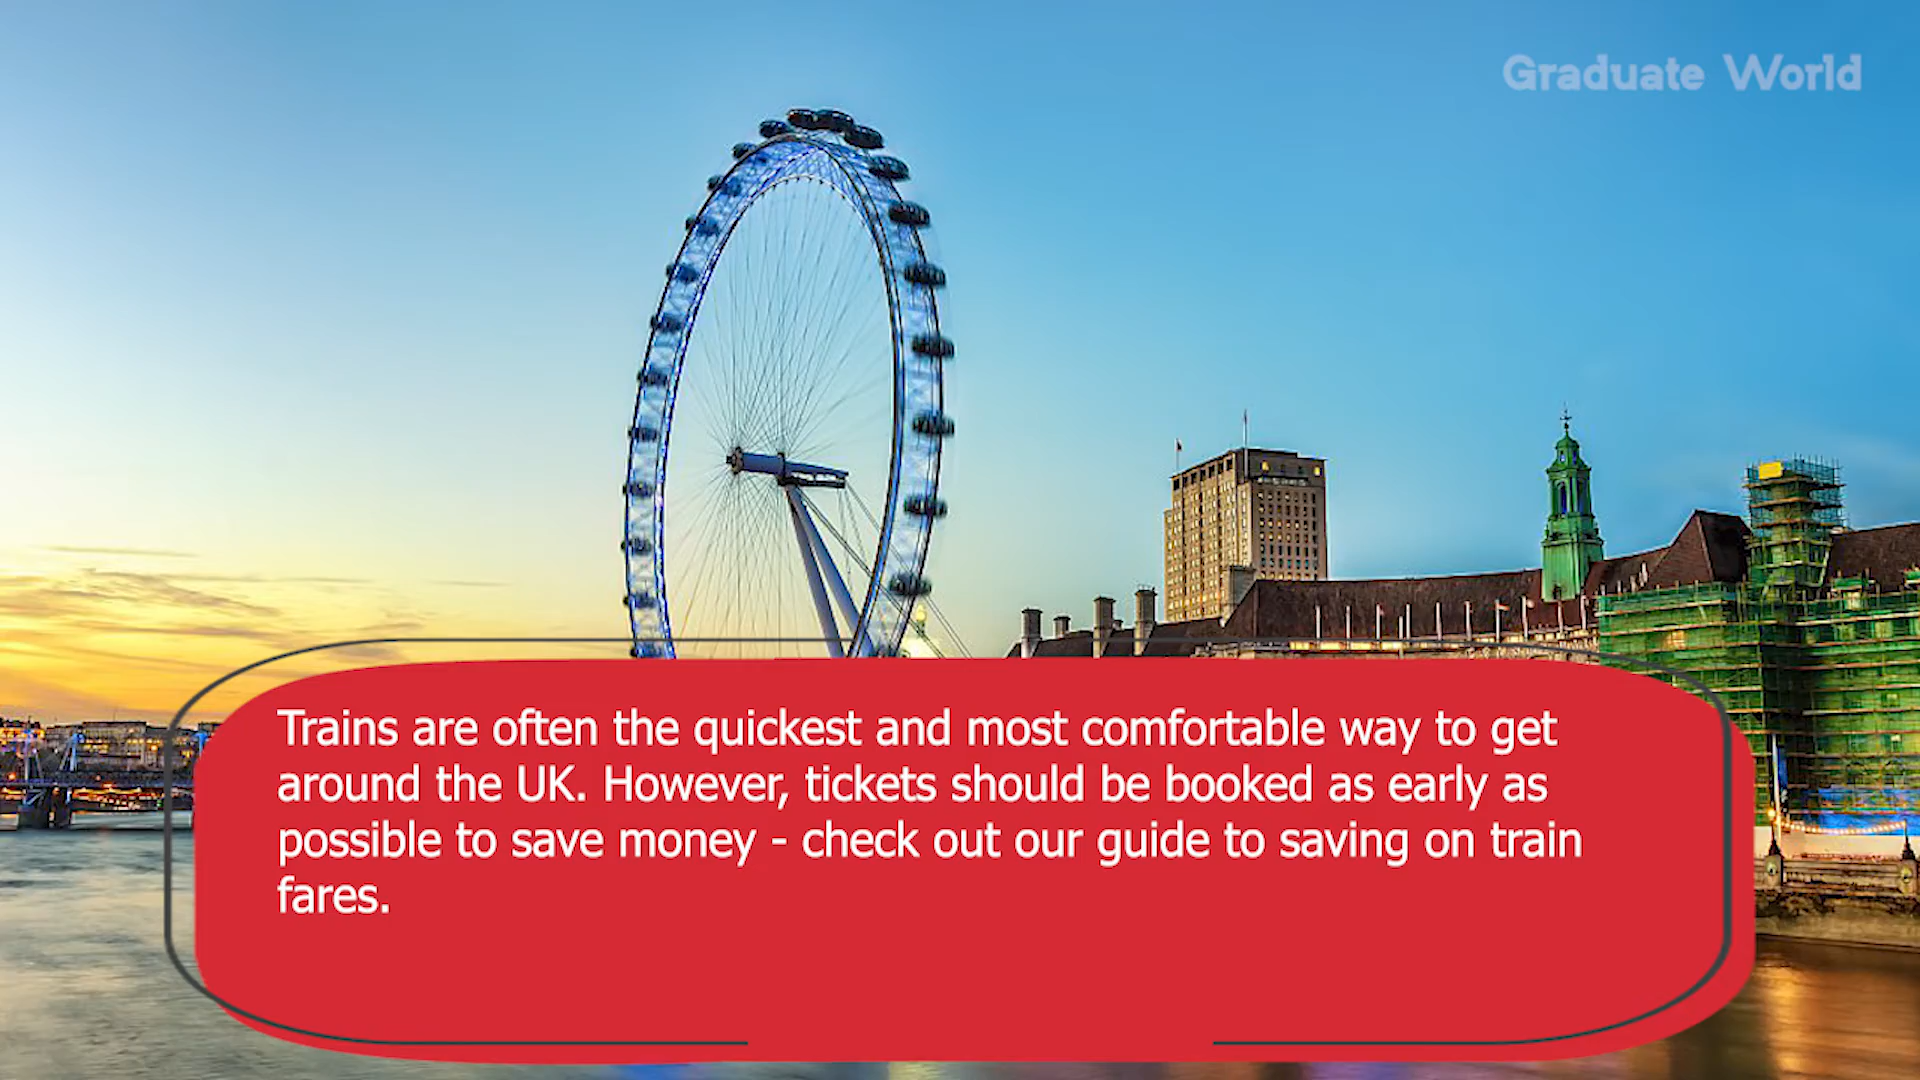 Graduate World
Trains are often the quickest and most comfortable way to get
around the UK. However, tickets should be booked as early as
possible to save money - check out our guide to saving on train
fares.